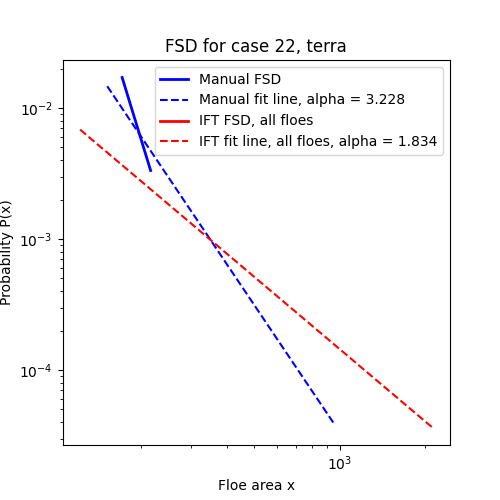 FSD for case 22, terra
Manual FSD
Manual fit line, alpha = 3.228
IFT FSD, all floes
IFT fit line, all floes, alpha = 1.834
Probability P(x)
10⁻²
10⁻³
10⁻⁴
10³
Floe area x